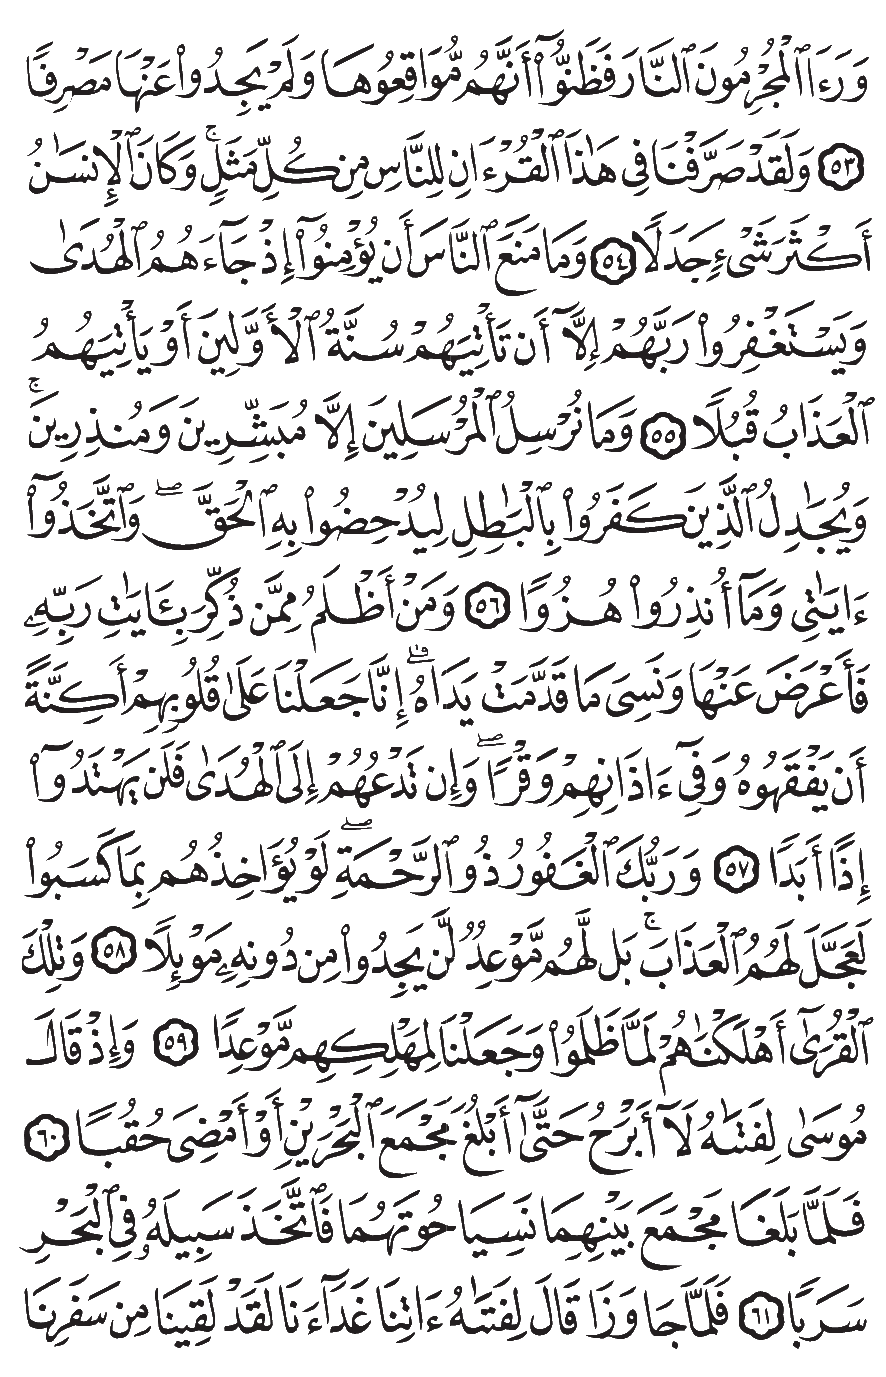 وَرَءَا ٱلْمُجْرِمُونَ ٱلنَّارَ فَظَنُّوٓا۟ أَنَّهُم مُّوَاقِعُوهَا وَلَمْ يَجِدُوا۟ عَنْهَا مَصْرِفًا
٥٣ وَلَقَدْ صَرَّفْنَا فِى هَٰذَا ٱلْقُرْءَانِ لِلنَّاسِ مِن كُلِّ مَثَلٍۢ ۚ وَكَانَ ٱلْإِنسَٰنُ
أَكْثَرَ شَىْءٍۢ جَدَلًۭا ٥٤ وَمَا مَنَعَ ٱلنَّاسَ أَن يُؤْمِنُوٓا۟ إِذْ جَآءَهُمُ ٱلْهُدَىٰ
وَيَسْتَغْفِرُوا۟ رَبَّهُمْ إِلَّآ أَن تَأْتِيَهُمْ سُنَّةُ ٱلْأَوَّلِينَ أَوْ يَأْتِيَهُمُ
ٱلْعَذَابُ قُبُلًۭا ٥٥ وَمَا نُرْسِلُ ٱلْمُرْسَلِينَ إِلَّا مُبَشِّرِينَ وَمُنذِرِينَ ۚ
وَيُجَٰدِلُ ٱلَّذِينَ كَفَرُوا۟ بِٱلْبَٰطِلِ لِيُدْحِضُوا۟ بِهِ ٱلْحَقَّ ۖ وَٱتَّخَذُوٓا۟
ءَايَٰتِى وَمَآ أُنذِرُوا۟ هُزُوًۭا ٥٦ وَمَنْ أَظْلَمُ مِمَّن ذُكِّرَ بِـَٔايَٰتِ رَبِّهِۦ
فَأَعْرَضَ عَنْهَا وَنَسِىَ مَا قَدَّمَتْ يَدَاهُ ۚ إِنَّا جَعَلْنَا عَلَىٰ قُلُوبِهِمْ أَكِنَّةً
أَن يَفْقَهُوهُ وَفِىٓ ءَاذَانِهِمْ وَقْرًۭا ۖ وَإِن تَدْعُهُمْ إِلَى ٱلْهُدَىٰ فَلَن يَهْتَدُوٓا۟
إِذًا أَبَدًۭا ٥٧ وَرَبُّكَ ٱلْغَفُورُ ذُو ٱلرَّحْمَةِ ۖ لَوْ يُؤَاخِذُهُم بِمَا كَسَبُوا۟
لَعَجَّلَ لَهُمُ ٱلْعَذَابَ ۚ بَل لَّهُم مَّوْعِدٌۭ لَّن يَجِدُوا۟ مِن دُونِهِۦ مَوْئِلًۭا ٥٨ وَتِلْكَ
ٱلْقُرَىٰٓ أَهْلَكْنَٰهُمْ لَمَّا ظَلَمُوا۟ وَجَعَلْنَا لِمَهْلِكِهِم مَّوْعِدًۭا ٥٩ وَإِذْ قَالَ
مُوسَىٰ لِفَتَىٰهُ لَآ أَبْرَحُ حَتَّىٰٓ أَبْلُغَ مَجْمَعَ ٱلْبَحْرَيْنِ أَوْ أَمْضِىَ حُقُبًۭا ٦٠
فَلَمَّا بَلَغَا مَجْمَعَ بَيْنِهِمَا نَسِيَا حُوتَهُمَا فَٱتَّخَذَ سَبِيلَهُۥ فِى ٱلْبَحْرِ
سَرَبًۭا ٦١ فَلَمَّا جَاوَزَا قَالَ لِفَتَىٰهُ ءَاتِنَا غَدَآءَنَا لَقَدْ لَقِينَا مِن سَفَرِنَا